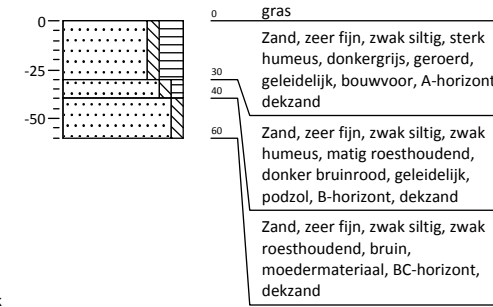 0
gras
0
Zand, zeer fijn, zwak siltig, sterk
humeus, donkergrijs, geroerd,
geleidelijk, bouwvoor, A-horizont,
dekzand
-25
30
40
-50
60
Zand, zeer fijn, zwak siltig, zwak
humeus, matig roesthoudend,
donker bruinrood, geleidelijk,
podzol, B-horizont, dekzand
Zand, zeer fijn, zwak siltig, zwak
roesthoudend, bruin,
moedermateriaal, BC-horizont,
dekzand